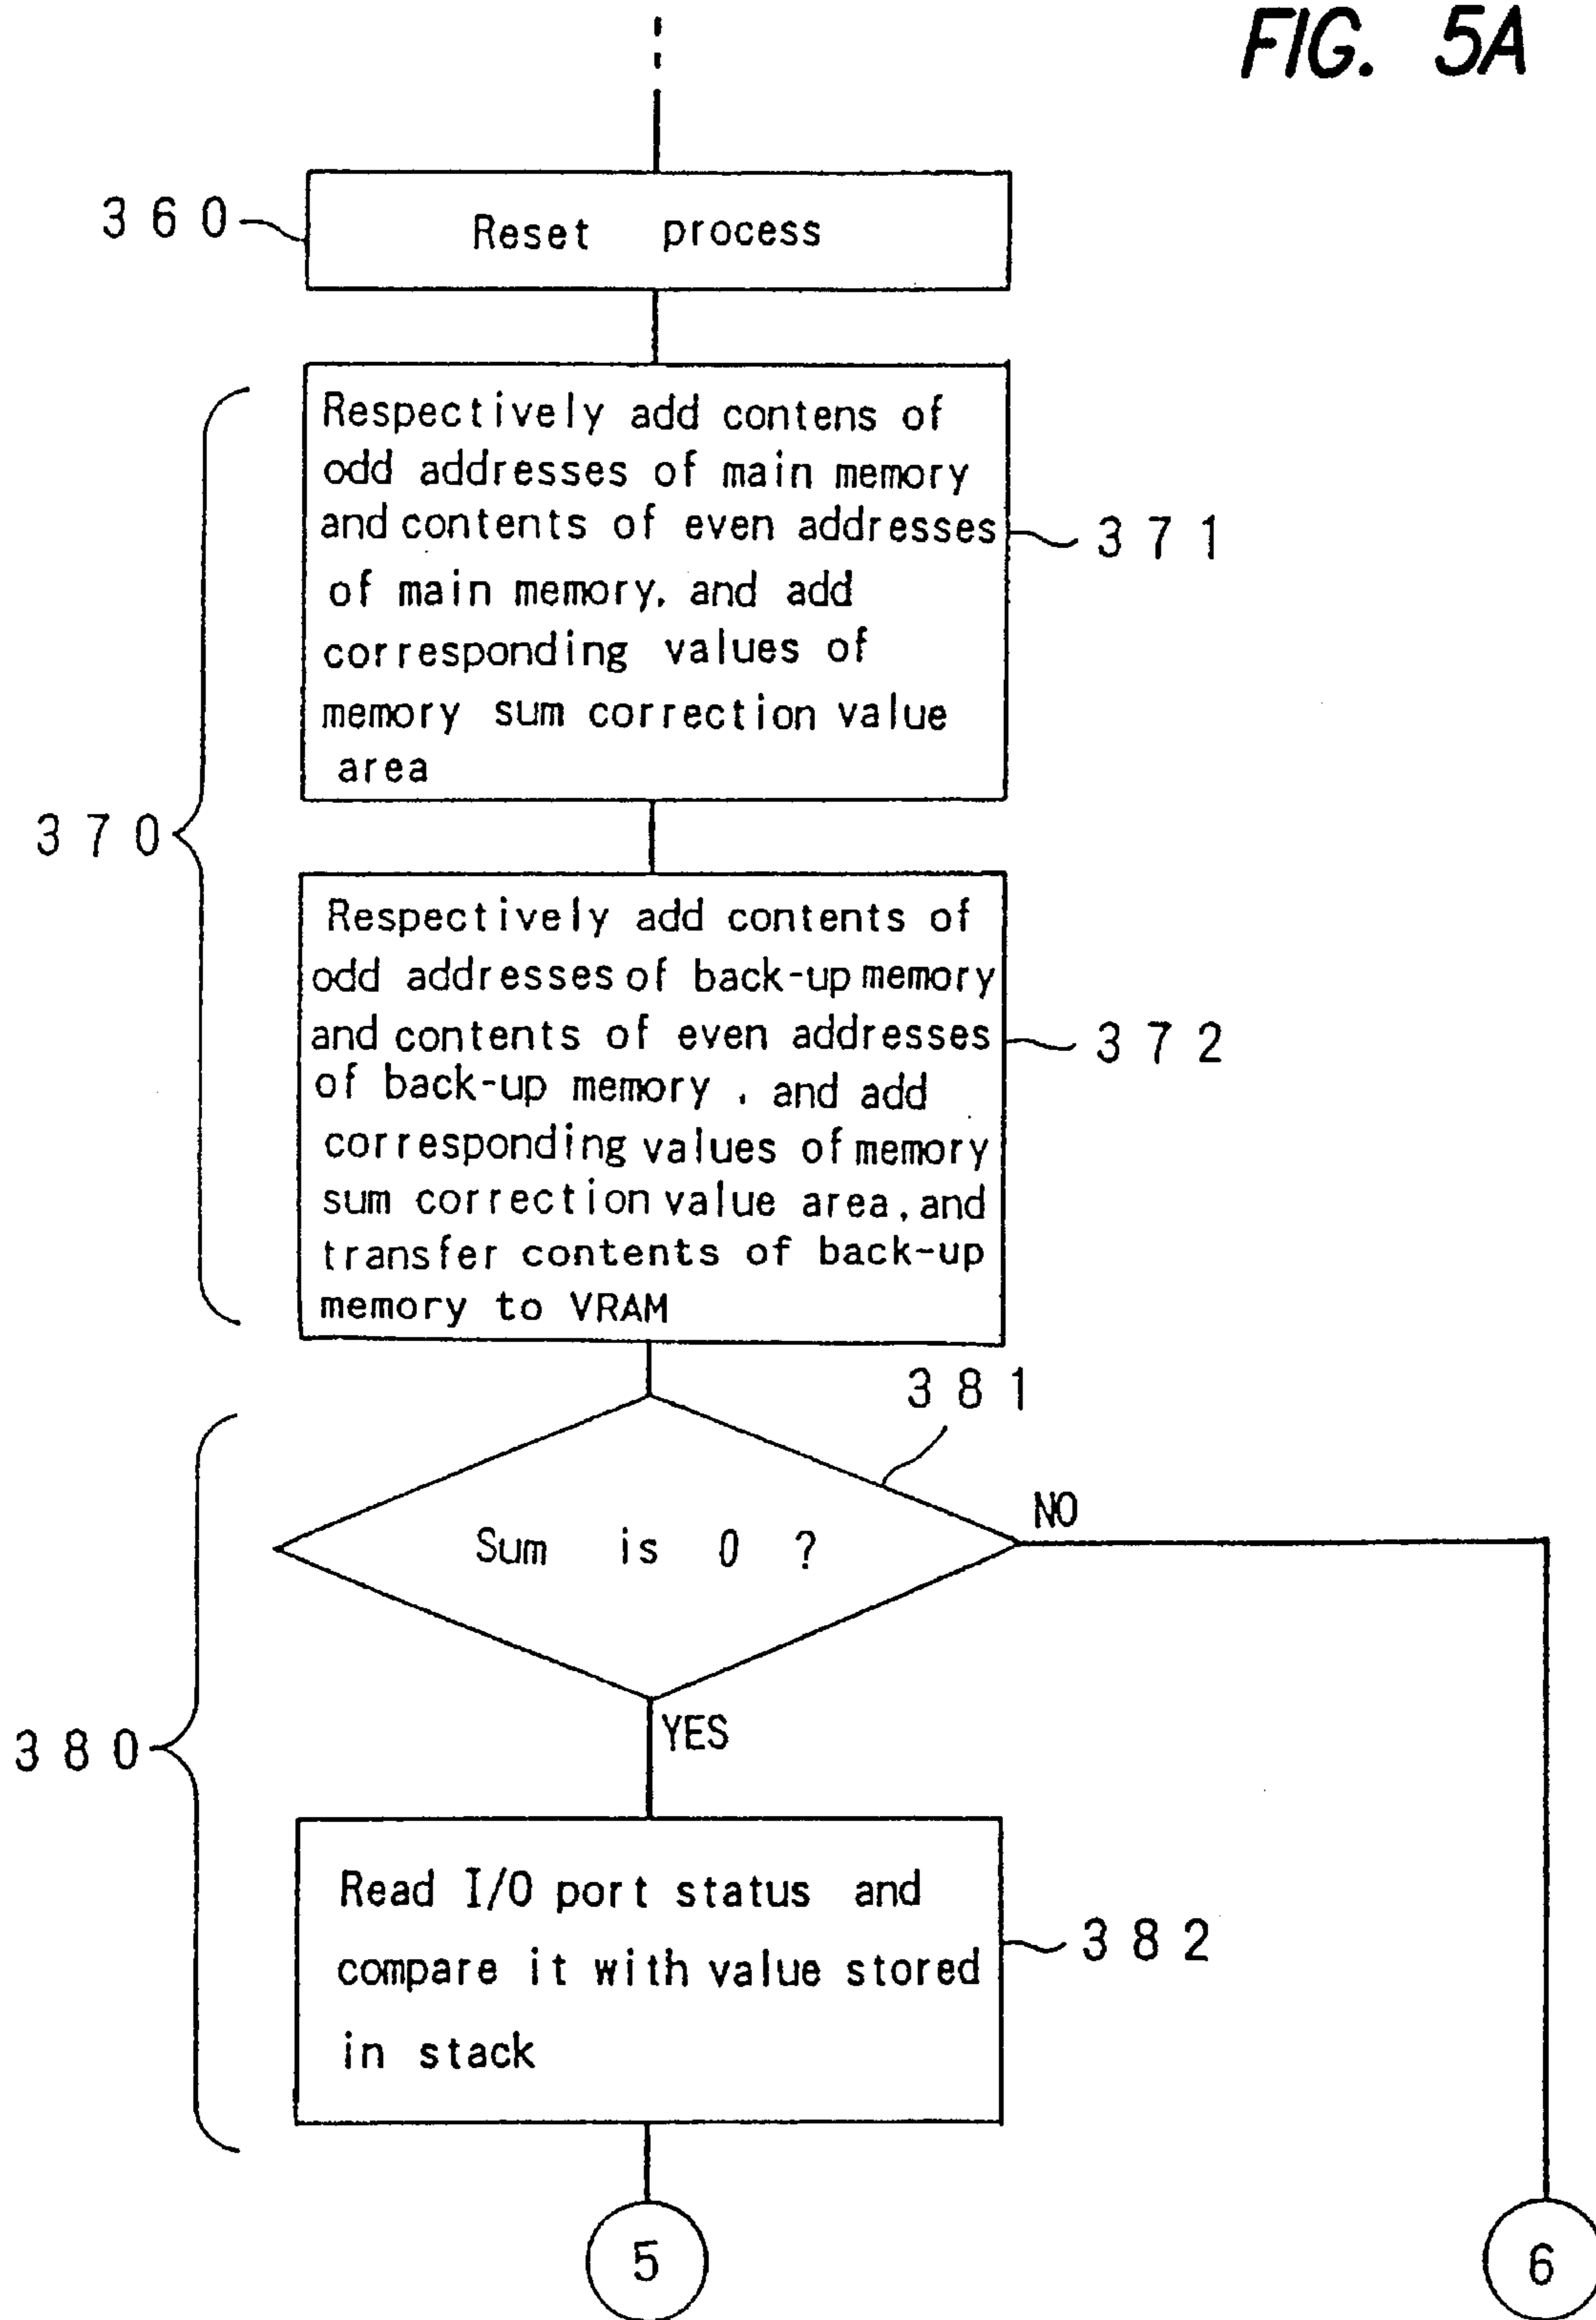 FIG. 5A
360
Reset process
Respectively add contens of
odd addresses of main memory
and contents of even addresses
of main memory, and add
corresponding values of
memory sum correction value
area
371
370
Respectively add contents of
odd addresses of back-up memory
and contents of even addresses
of back-up memory , and add
corresponding values of memory
sum correction value area, and
transfer contents of back-up
memory to VRAM
372
381
Sum is 0 ?
NO
YES
380
Read I/O port status and
compare it with value stored
in stack
382
5
6